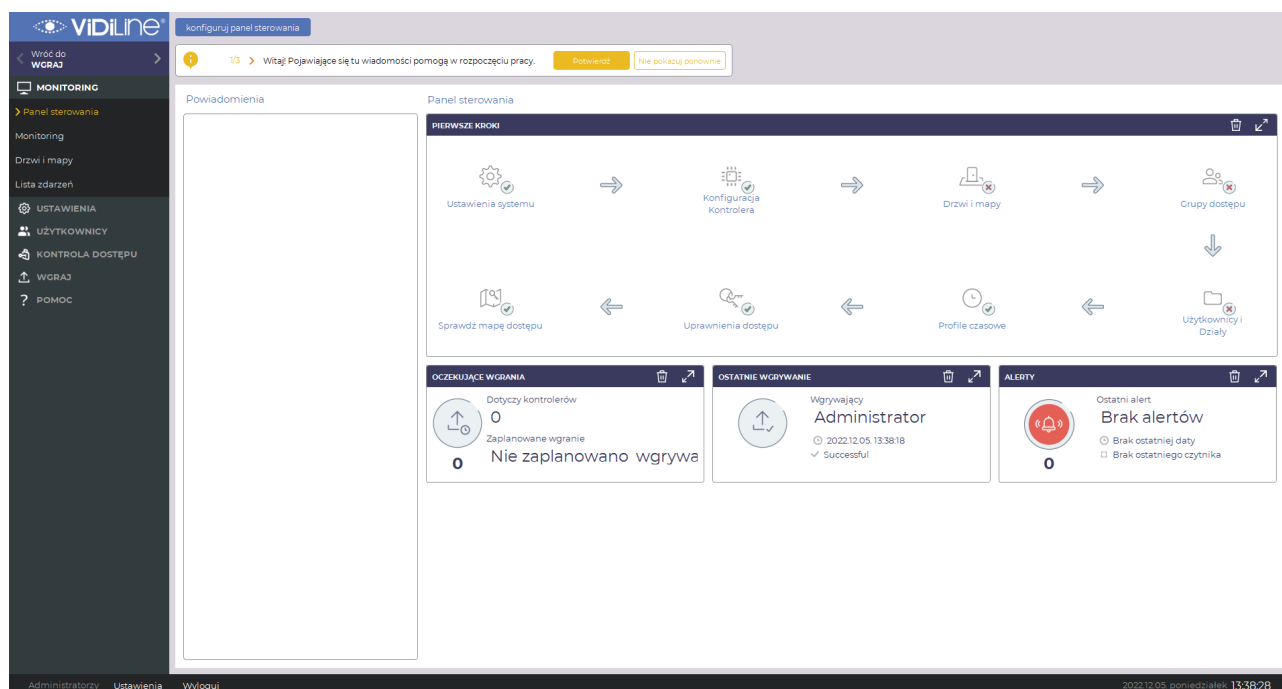 ViDiLine®
konfiguruj panel sterowania
Wróć do
WGRAJ
1/3 Witaj! Pojawiające się tu wiadomości pomogą w rozpoczęciu pracy.
Potwierdź
Nie pokazuj ponownie
MONITORING
Panel sterowania
Monitoring
Drzwi i mapy
Lista zdarzeń
USTAWIENIA
UŻYTKOWNICY
KONTROLA DOSTĘPU
WGRAJ
? POMOC
Powiadomienia
Panel sterowania
PIERWSZE KROKI
Ustawienia systemu
Konfiguracja
Kontrolera
Drzwi i mapy
Grupy dostępu
Sprawdź mapę dostępu
Uprawnienia dostępu
Profile czasowe
Użytkownicy i
Działy
OCZEKUJĄCE WGRANIA
Dotyczy kontrolerów
0
Zaplanowane wgranie
Nie zaplanowano wgrywa
0
OSTATNIE WGRYWANIE
Wgrywający
Administrator
2022.12.05. 13:38:18
Successful
ALERTY
Ostatni alert
Brak alertów
Brak ostatniej daty
Brak ostatniego czytnika
0
Administratorzy Ustawienia Wyloguj
2022.12.05. poniedziałek 13:38:28